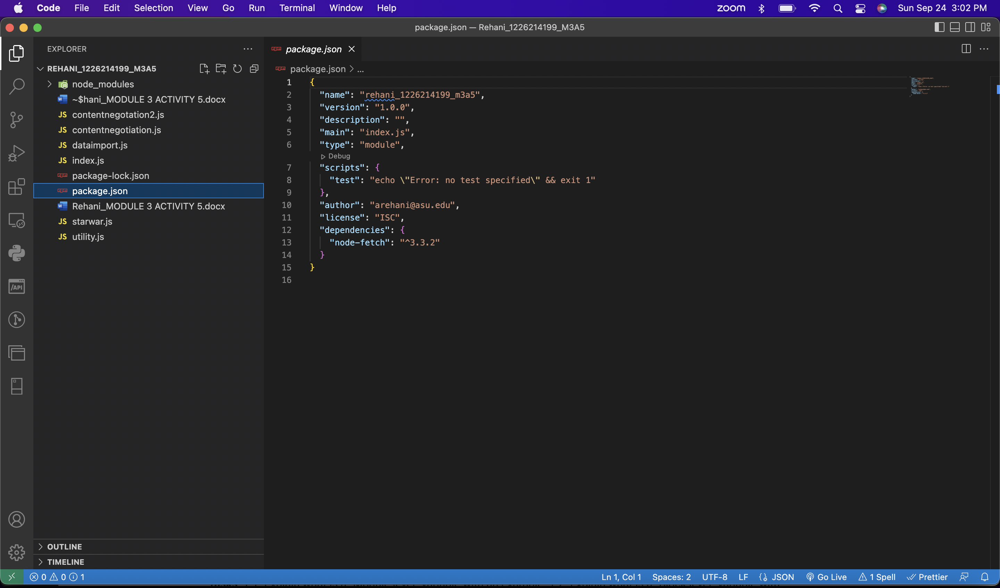 Code File Edit Selection View Go Run Terminal Window Help zoom Sun Sep 24 3:02 PM
package.json — Rehani_1226214199_M3A5
EXPLORER
REHANI_1226214199_M3A5
node_modules
~$hani_MODULE 3 ACTIVITY 5.docx
JS contentnegotation2.js
JS contentnegotiation.js
JS dataimport.js
JS index.js
package-lock.json
package.json
Rehani_MODULE 3 ACTIVITY 5.docx
JS starwar.js
JS utility.js
/API
OUTLINE
TIMELINE
package.json
package.json > ...
1 {
2 "name": "rehani_1226214199_m3a5",
3 "version": "1.0.0",
4 "description": "",
5 "main": "index.js",
6 "type": "module",
Debug
7 "scripts": {
8 "test": "echo \"Error: no test specified\" && exit 1"
9 },
10 "author": "arehani@asu.edu",
11 "license": "ISC",
12 "dependencies": {
13 "node-fetch": "^3.3.2"
14 }
15 }
16
0 0 1 Ln 1, Col 1 Spaces: 2 UTF-8 LF JSON Go Live 1 Spell Prettier